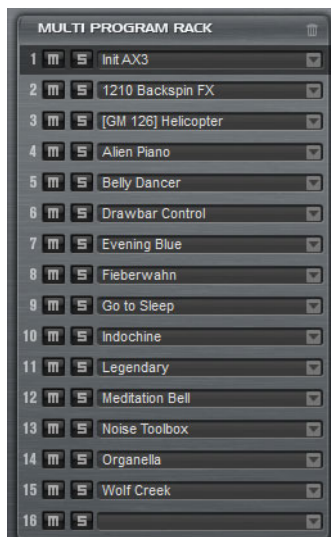 MULTI PROGRAM RACK
1 m S Init AX3
2 m S 1210 Backspin FX
3 m S [GM 126] Helicopter
4 m S Alien Piano
5 m S Belly Dancer
6 m S Drawbar Control
7 m S Evening Blue
8 m S Fieberwahn
9 m S Go to Sleep
10 m S Indochine
11 m S Legendary
12 m S Meditation Bell
13 m S Noise Toolbox
14 m S Organella
15 m S Wolf Creek
16 m S